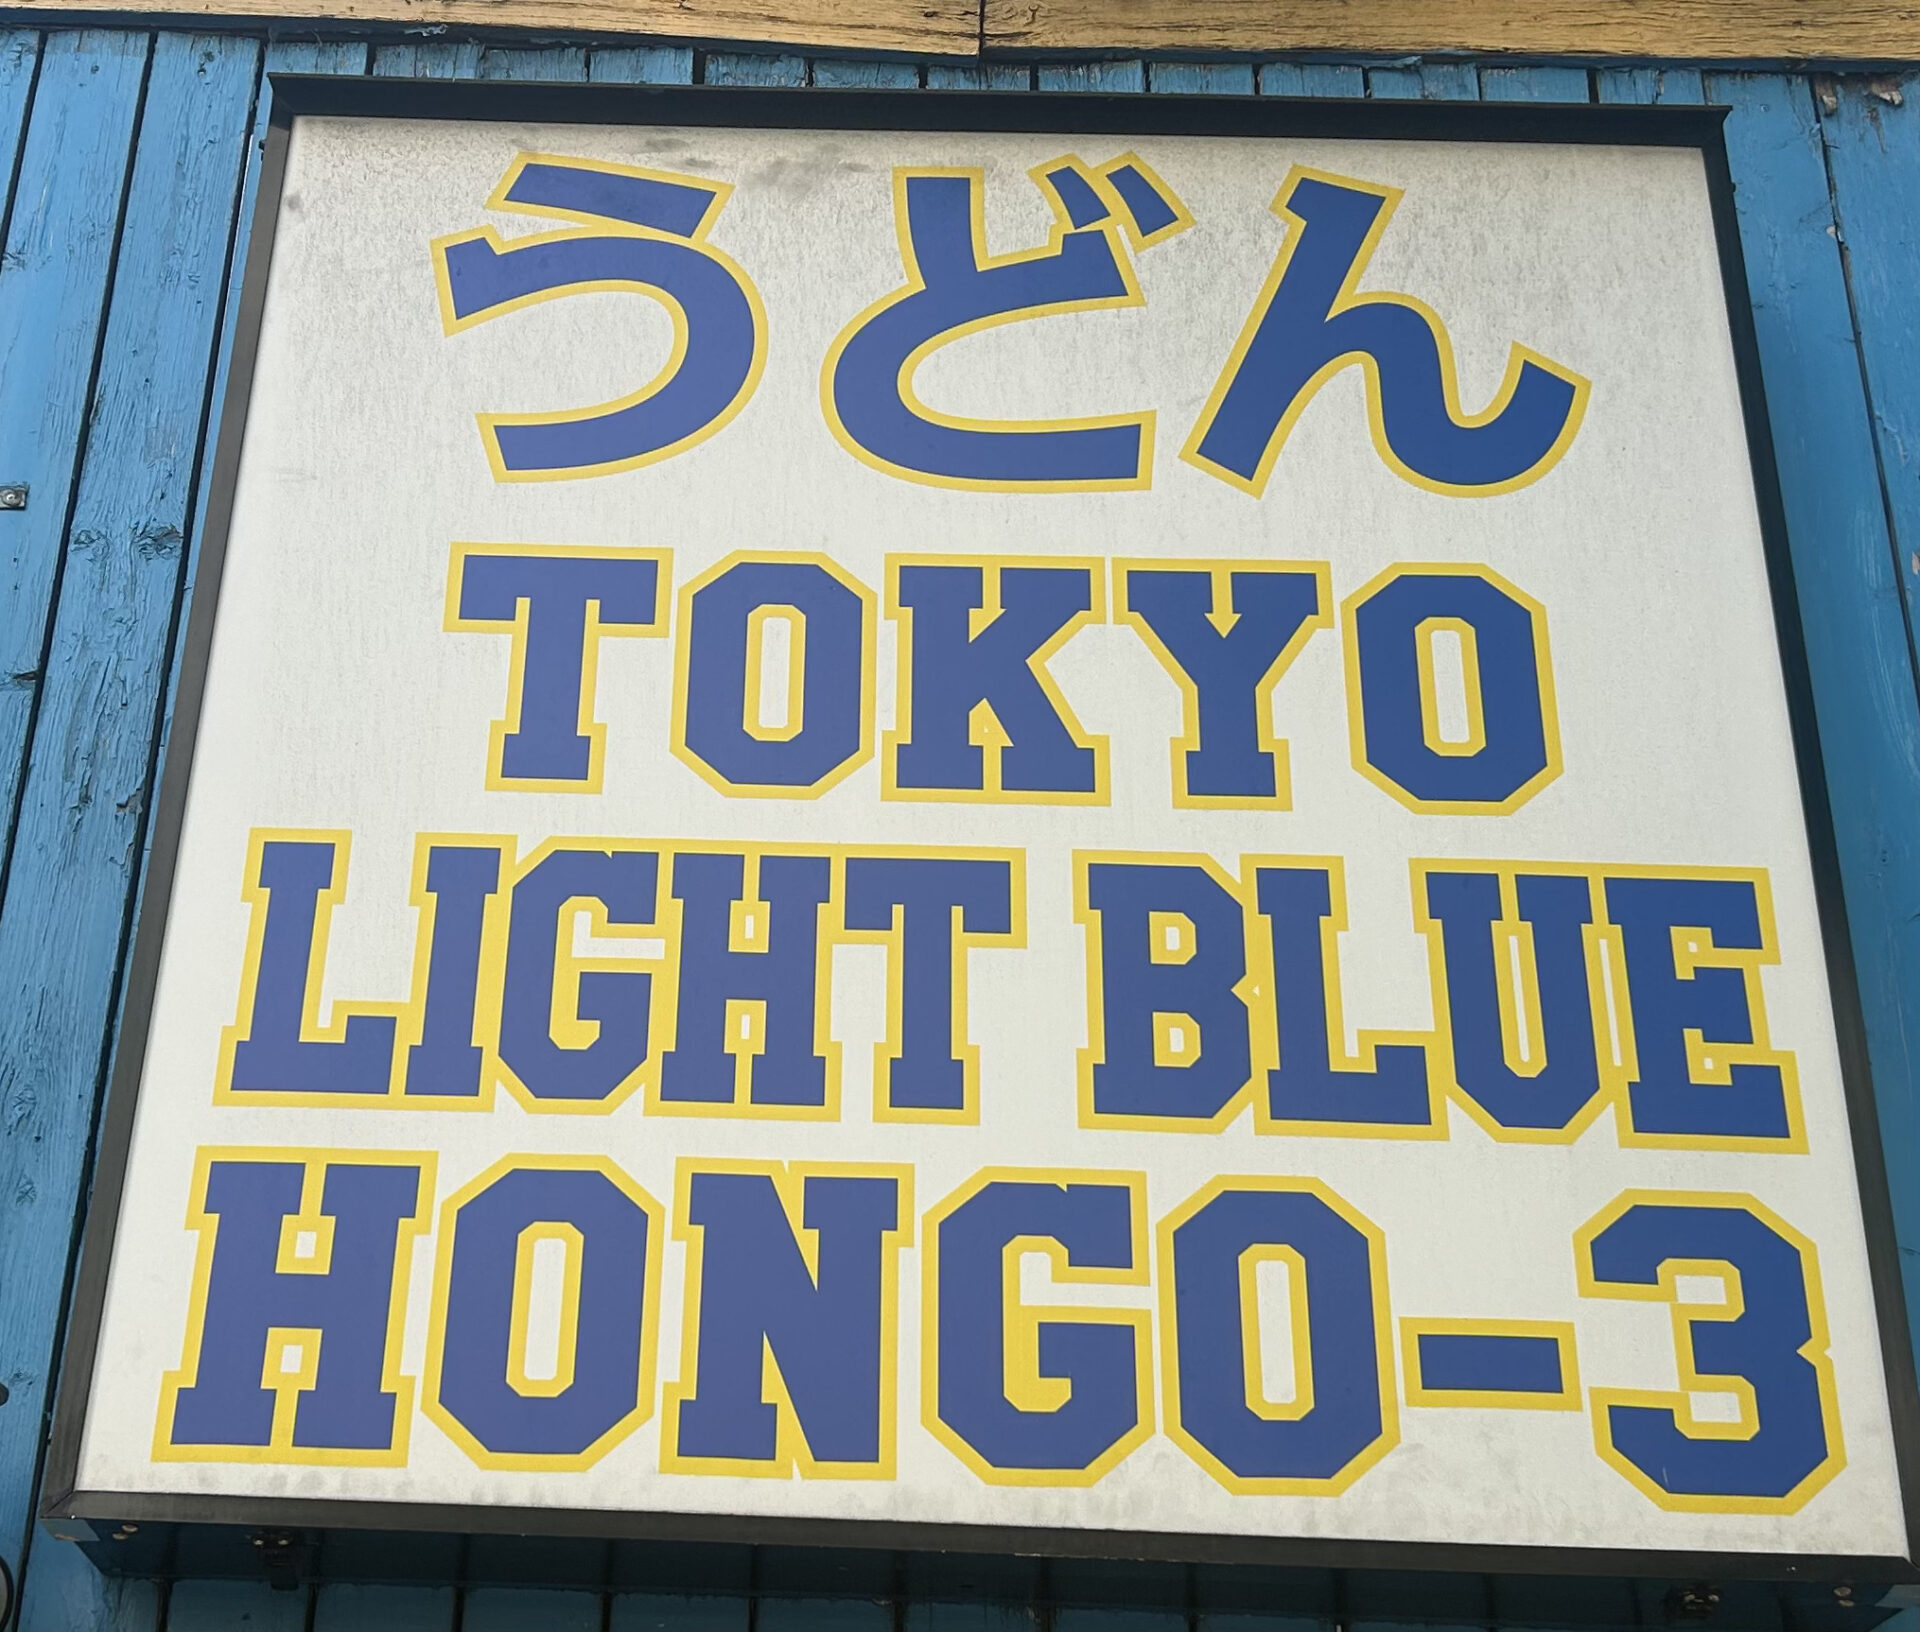 うどん
TOKYO
LIGHT BLUE
HONGO-3